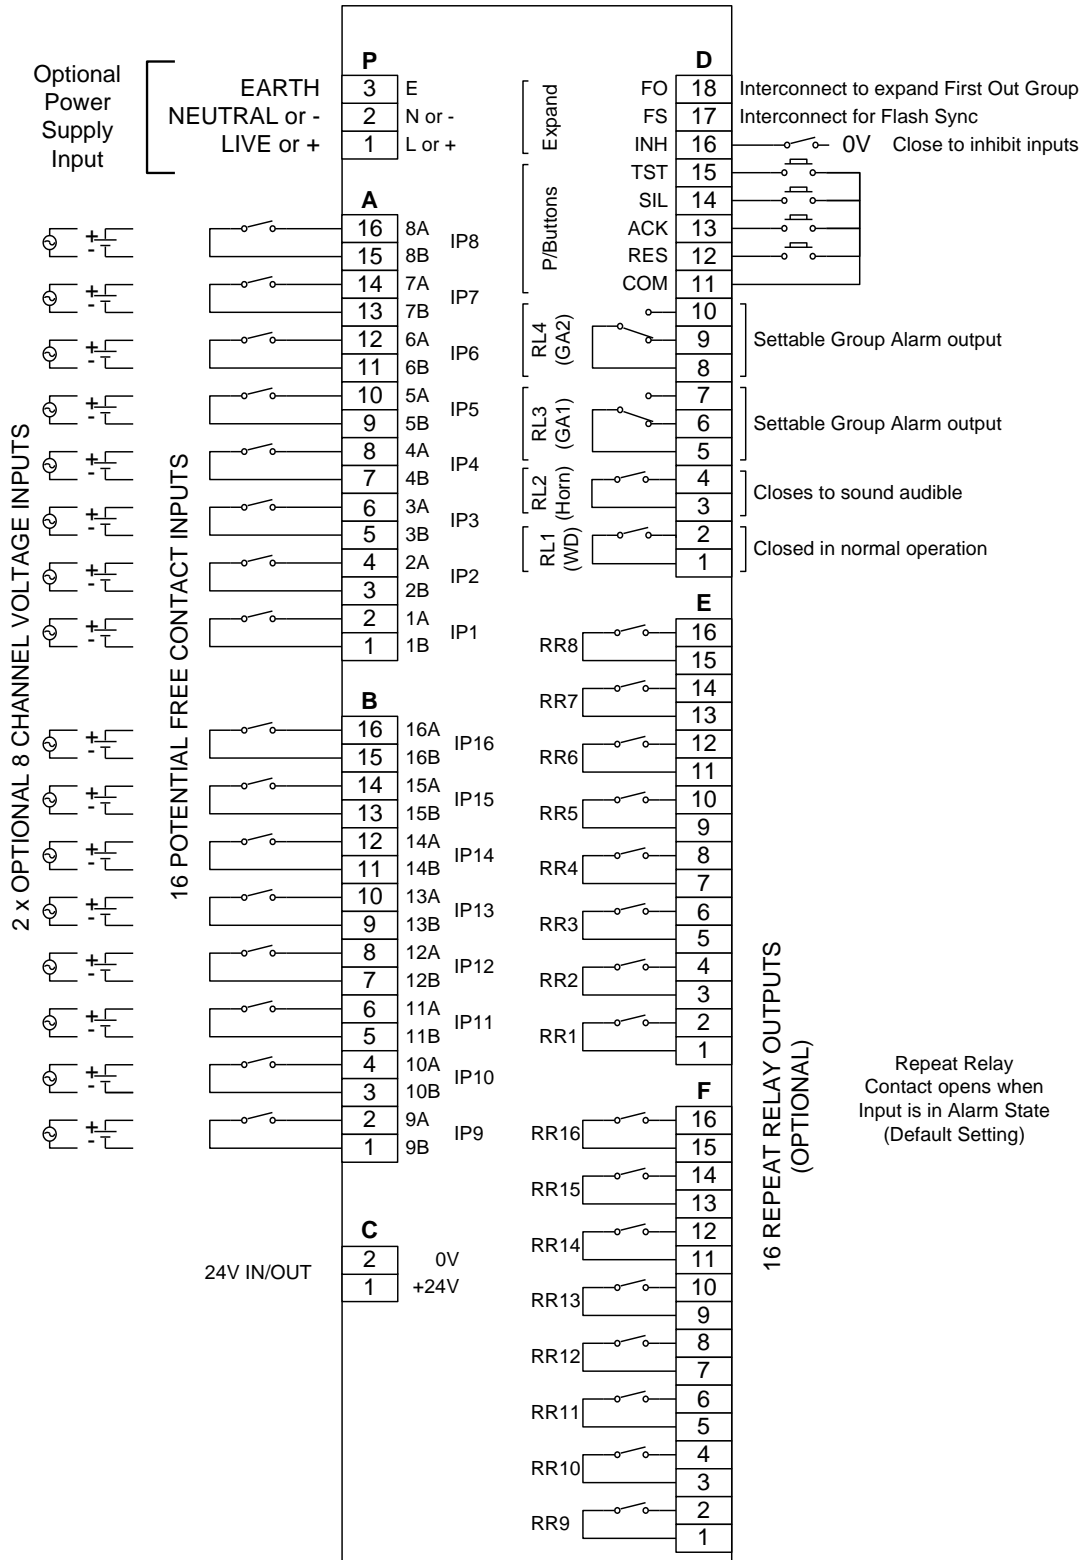 Optional
Power
Supply
Input
EARTH
NEUTRAL or -
LIVE or +
P
3 E
2 N or -
1 L or +
2 x OPTIONAL 8 CHANNEL VOLTAGE INPUTS
16 POTENTIAL FREE CONTACT INPUTS
A
+ - 16 8A IP8
15 8B
+ - 14 7A IP7
13 7B
+ - 12 6A IP6
11 6B
+ - 10 5A IP5
9 5B
+ - 8 4A IP4
7 4B
+ - 6 3A IP3
5 3B
+ - 4 2A IP2
3 2B
+ - 2 1A IP1
1 1B
B
+ - 16 16A IP16
15 16B
+ - 14 15A IP15
13 15B
+ - 12 14A IP14
11 14B
+ - 10 13A IP13
9 13B
+ - 8 12A IP12
7 12B
+ - 6 11A IP11
5 11B
+ - 4 10A IP10
3 10B
+ - 2 9A IP9
1 9B
C
24V IN/OUT
2 0V
1 +24V
D
Expand
FO 18 Interconnect to expand First Out Group
FS 17 Interconnect for Flash Sync
INH 16 0V Close to inhibit inputs
P/Buttons
TST 15
SIL 14
ACK 13
RES 12
COM 11
RL4
(GA2)
10
9 Settable Group Alarm output
8
RL3
(GA1)
7
6 Settable Group Alarm output
5
RL2
(Horn)
4
Closes to sound audible
3
RL1
(WD)
2
Closed in normal operation
1
E
RR8 16
15
RR7 14
13
RR6 12
11
RR5 10
9
RR4 8
7
RR3 6
5
RR2 4
3
RR1 2
1
F
RR16 16
15
RR15 14
13
RR14 12
11
RR13 10
9
RR12 8
7
RR11 6
5
RR10 4
3
RR9 2
1
16 REPEAT RELAY OUTPUTS
(OPTIONAL)
Repeat Relay
Contact opens when
Input is in Alarm State
(Default Setting)